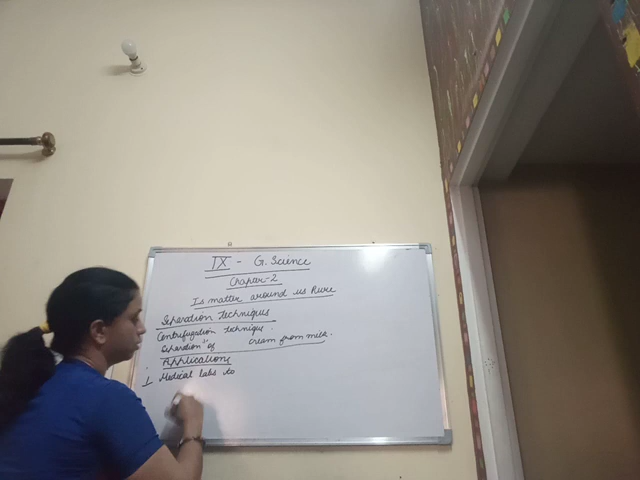 IX - G. Science
Chapter-2
Is matter around us Pure
Separation Techniques
Centrifugation technique
Separation of cream from milk.
Applications
1 Medical labs to